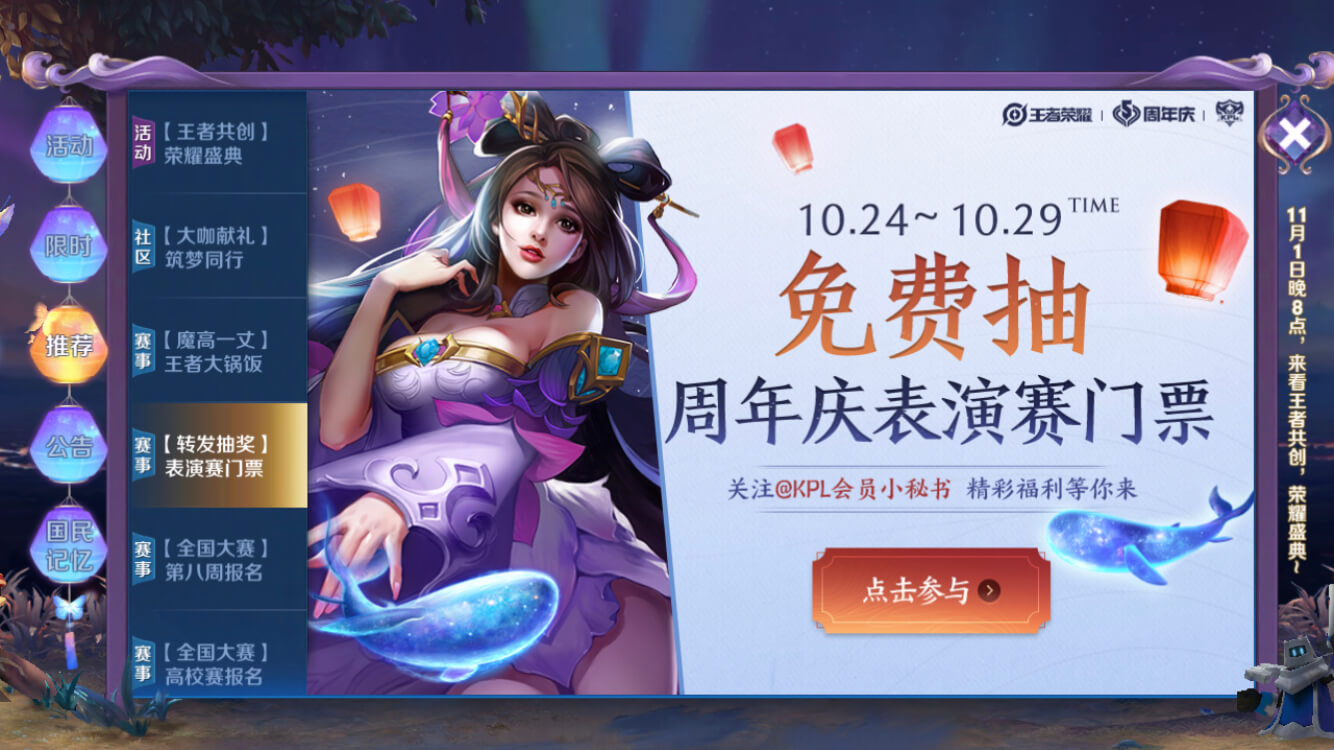 活动
限时
推荐
公告
国民
记忆
活动
【王者共创】
荣耀盛典
社区
【大咖献礼】
筑梦同行
赛事
【魔高一丈】
王者大锅饭
赛事
【转发抽奖】
表演赛门票
赛事
【全国大赛】
第八周报名
赛事
【全国大赛】
高校赛报名
王者荣耀 | 5周年庆 | KPL
10.24~10.29 TIME
免费抽
周年庆表演赛门票
关注@KPL会员小秘书 精彩福利等你来
点击参与
11月1日晚8点，来看王者共创，荣耀盛典~